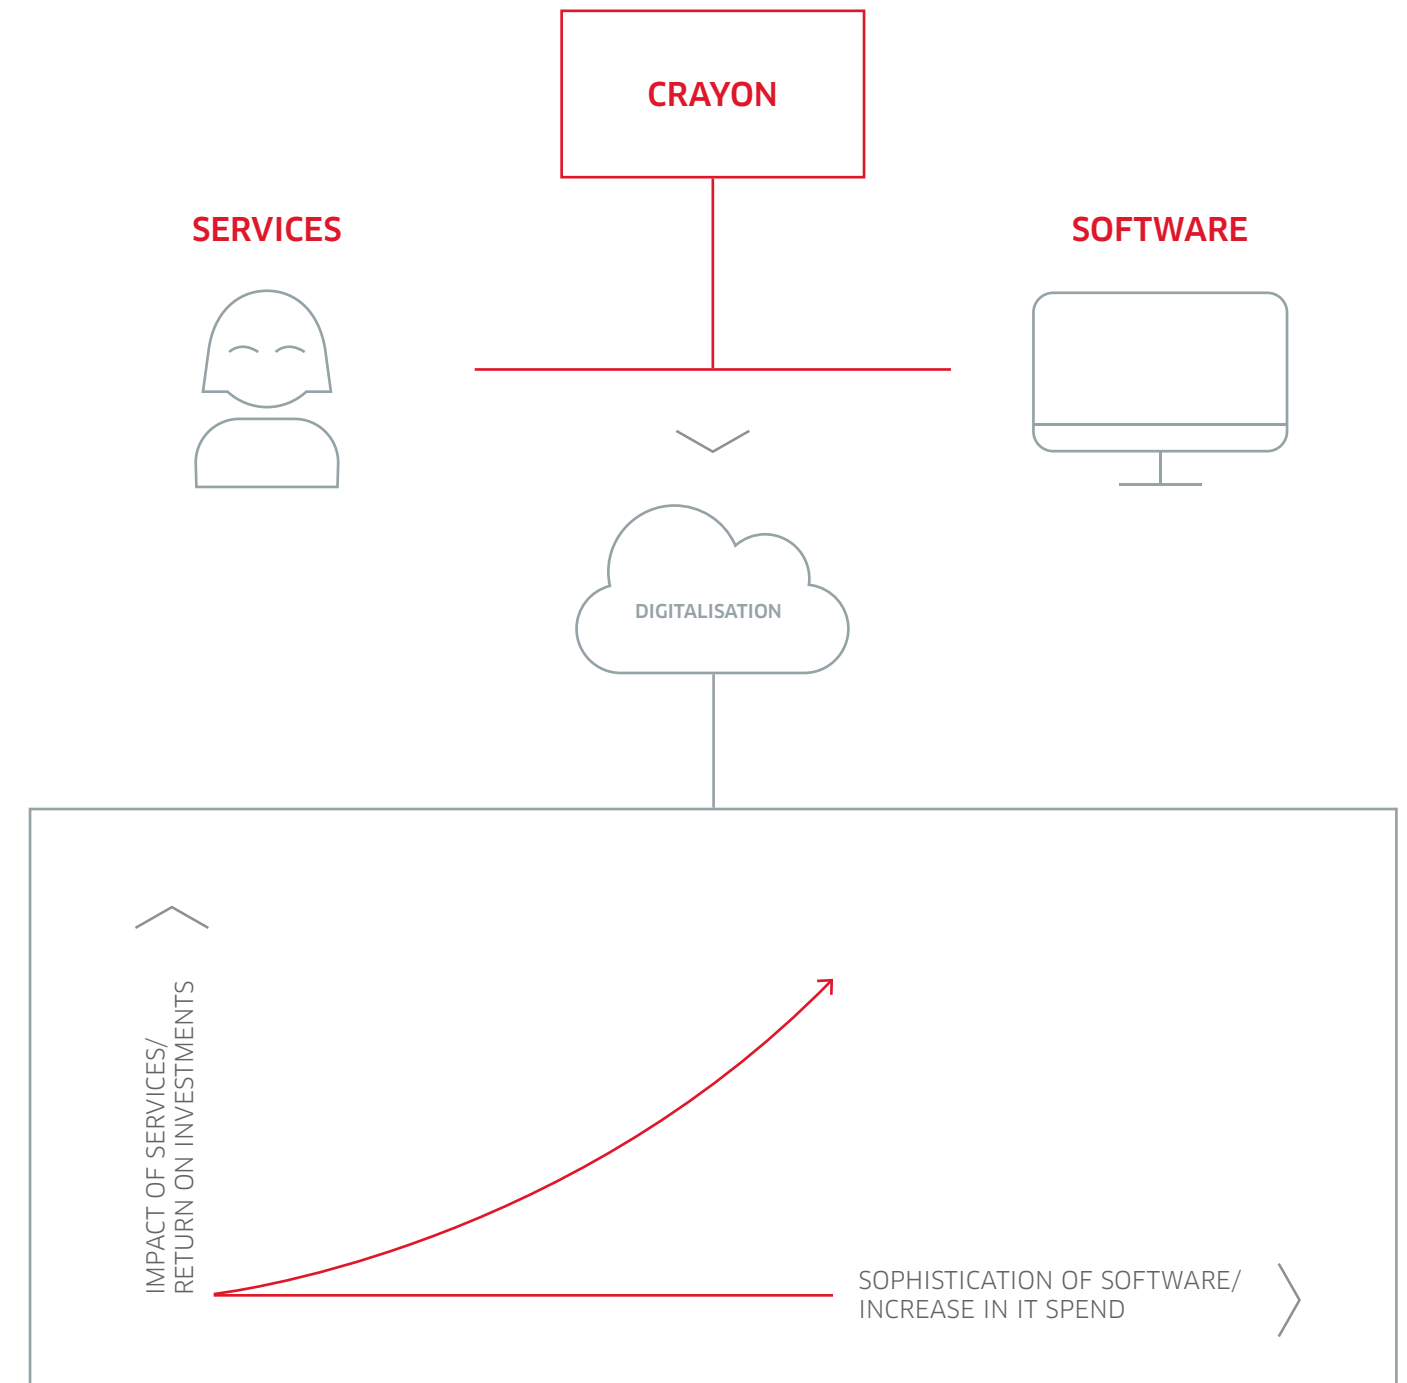 CRAYON
SERVICES
SOFTWARE
DIGITALISATION
IMPACT OF SERVICES/
RETURN ON INVESTMENTS
SOPHISTICATION OF SOFTWARE/
INCREASE IN IT SPEND